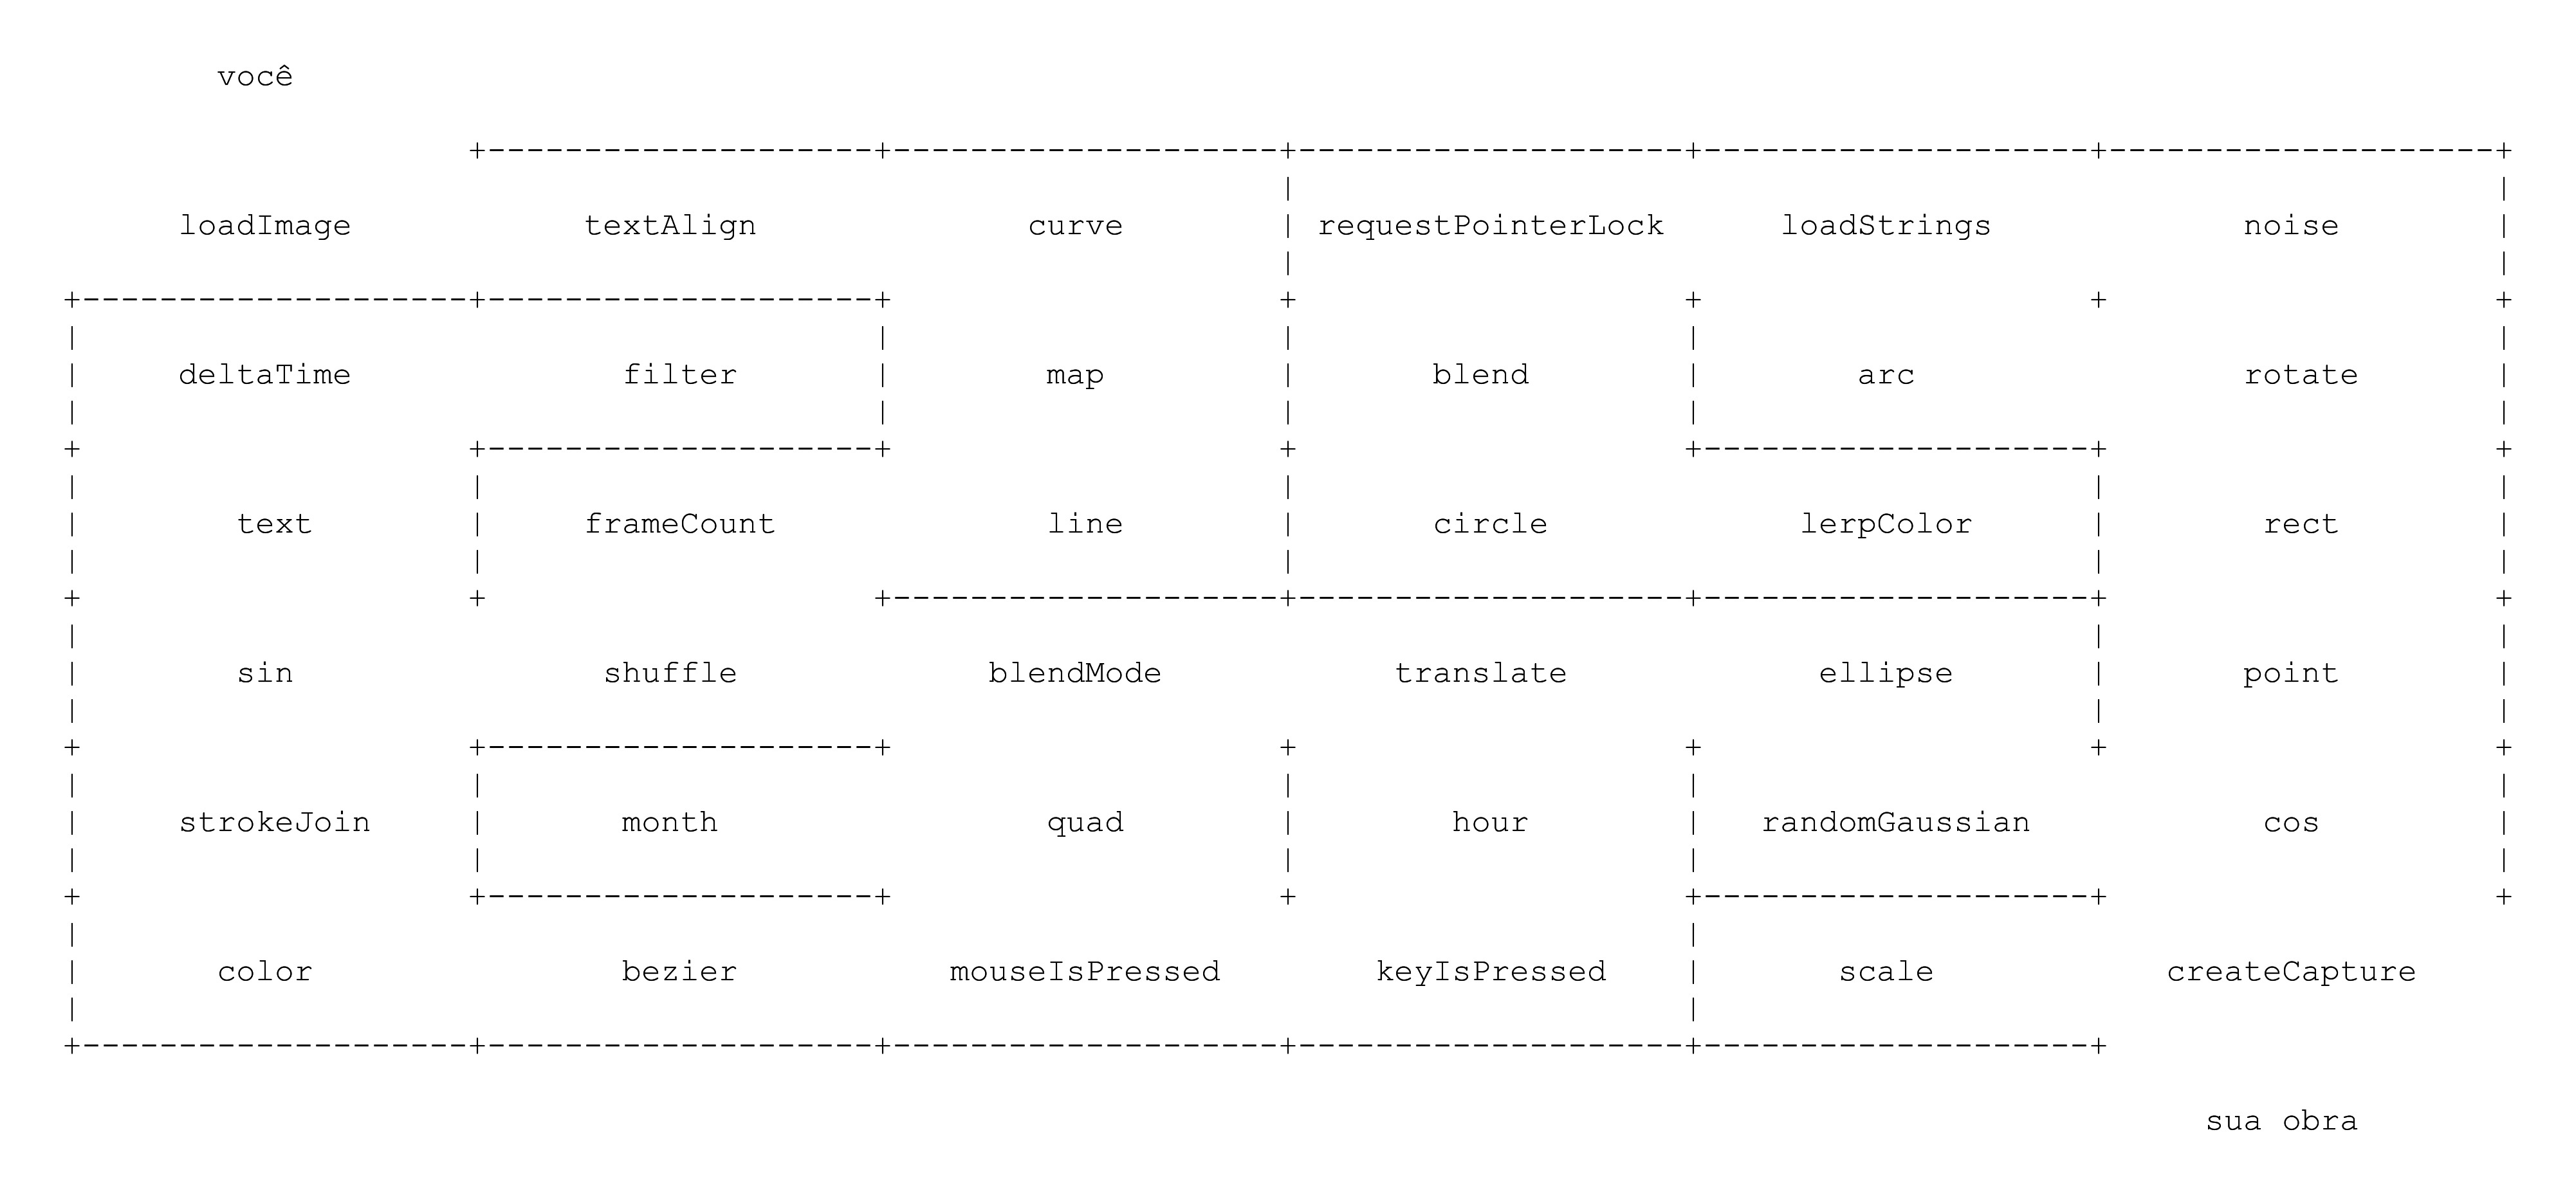 você
loadImage textAlign curve requestPointerLock loadStrings noise
deltaTime filter map blend arc rotate
text frameCount line circle lerpColor rect
sin shuffle blendMode translate ellipse point
strokeJoin month quad hour randomGaussian cos
color bezier mouseIsPressed keyIsPressed scale createCapture
sua obra